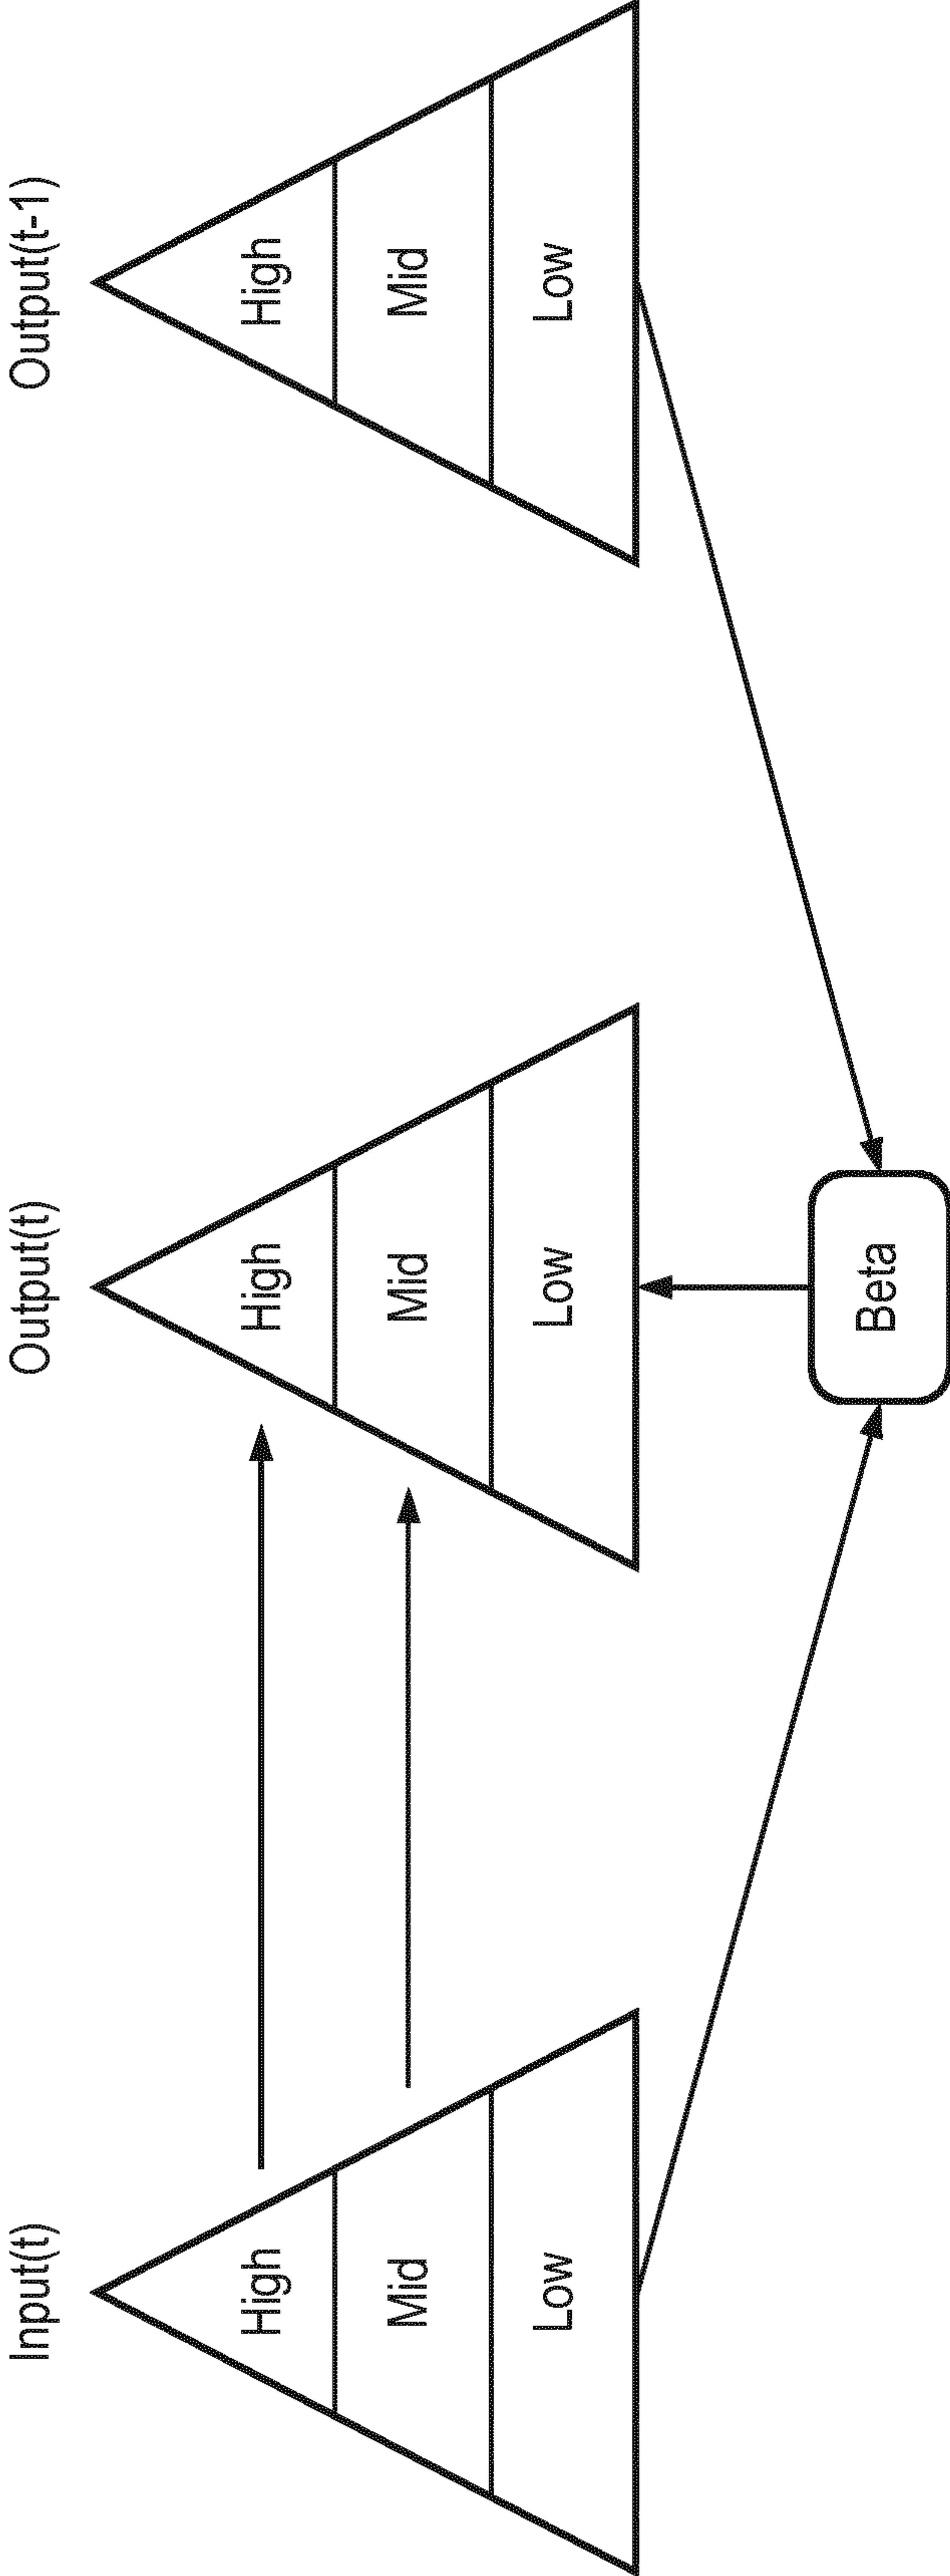 Input(t)
Output(t)
Output(t-1)
High
High
High
Mid
Mid
Mid
Low
Low
Low
Beta